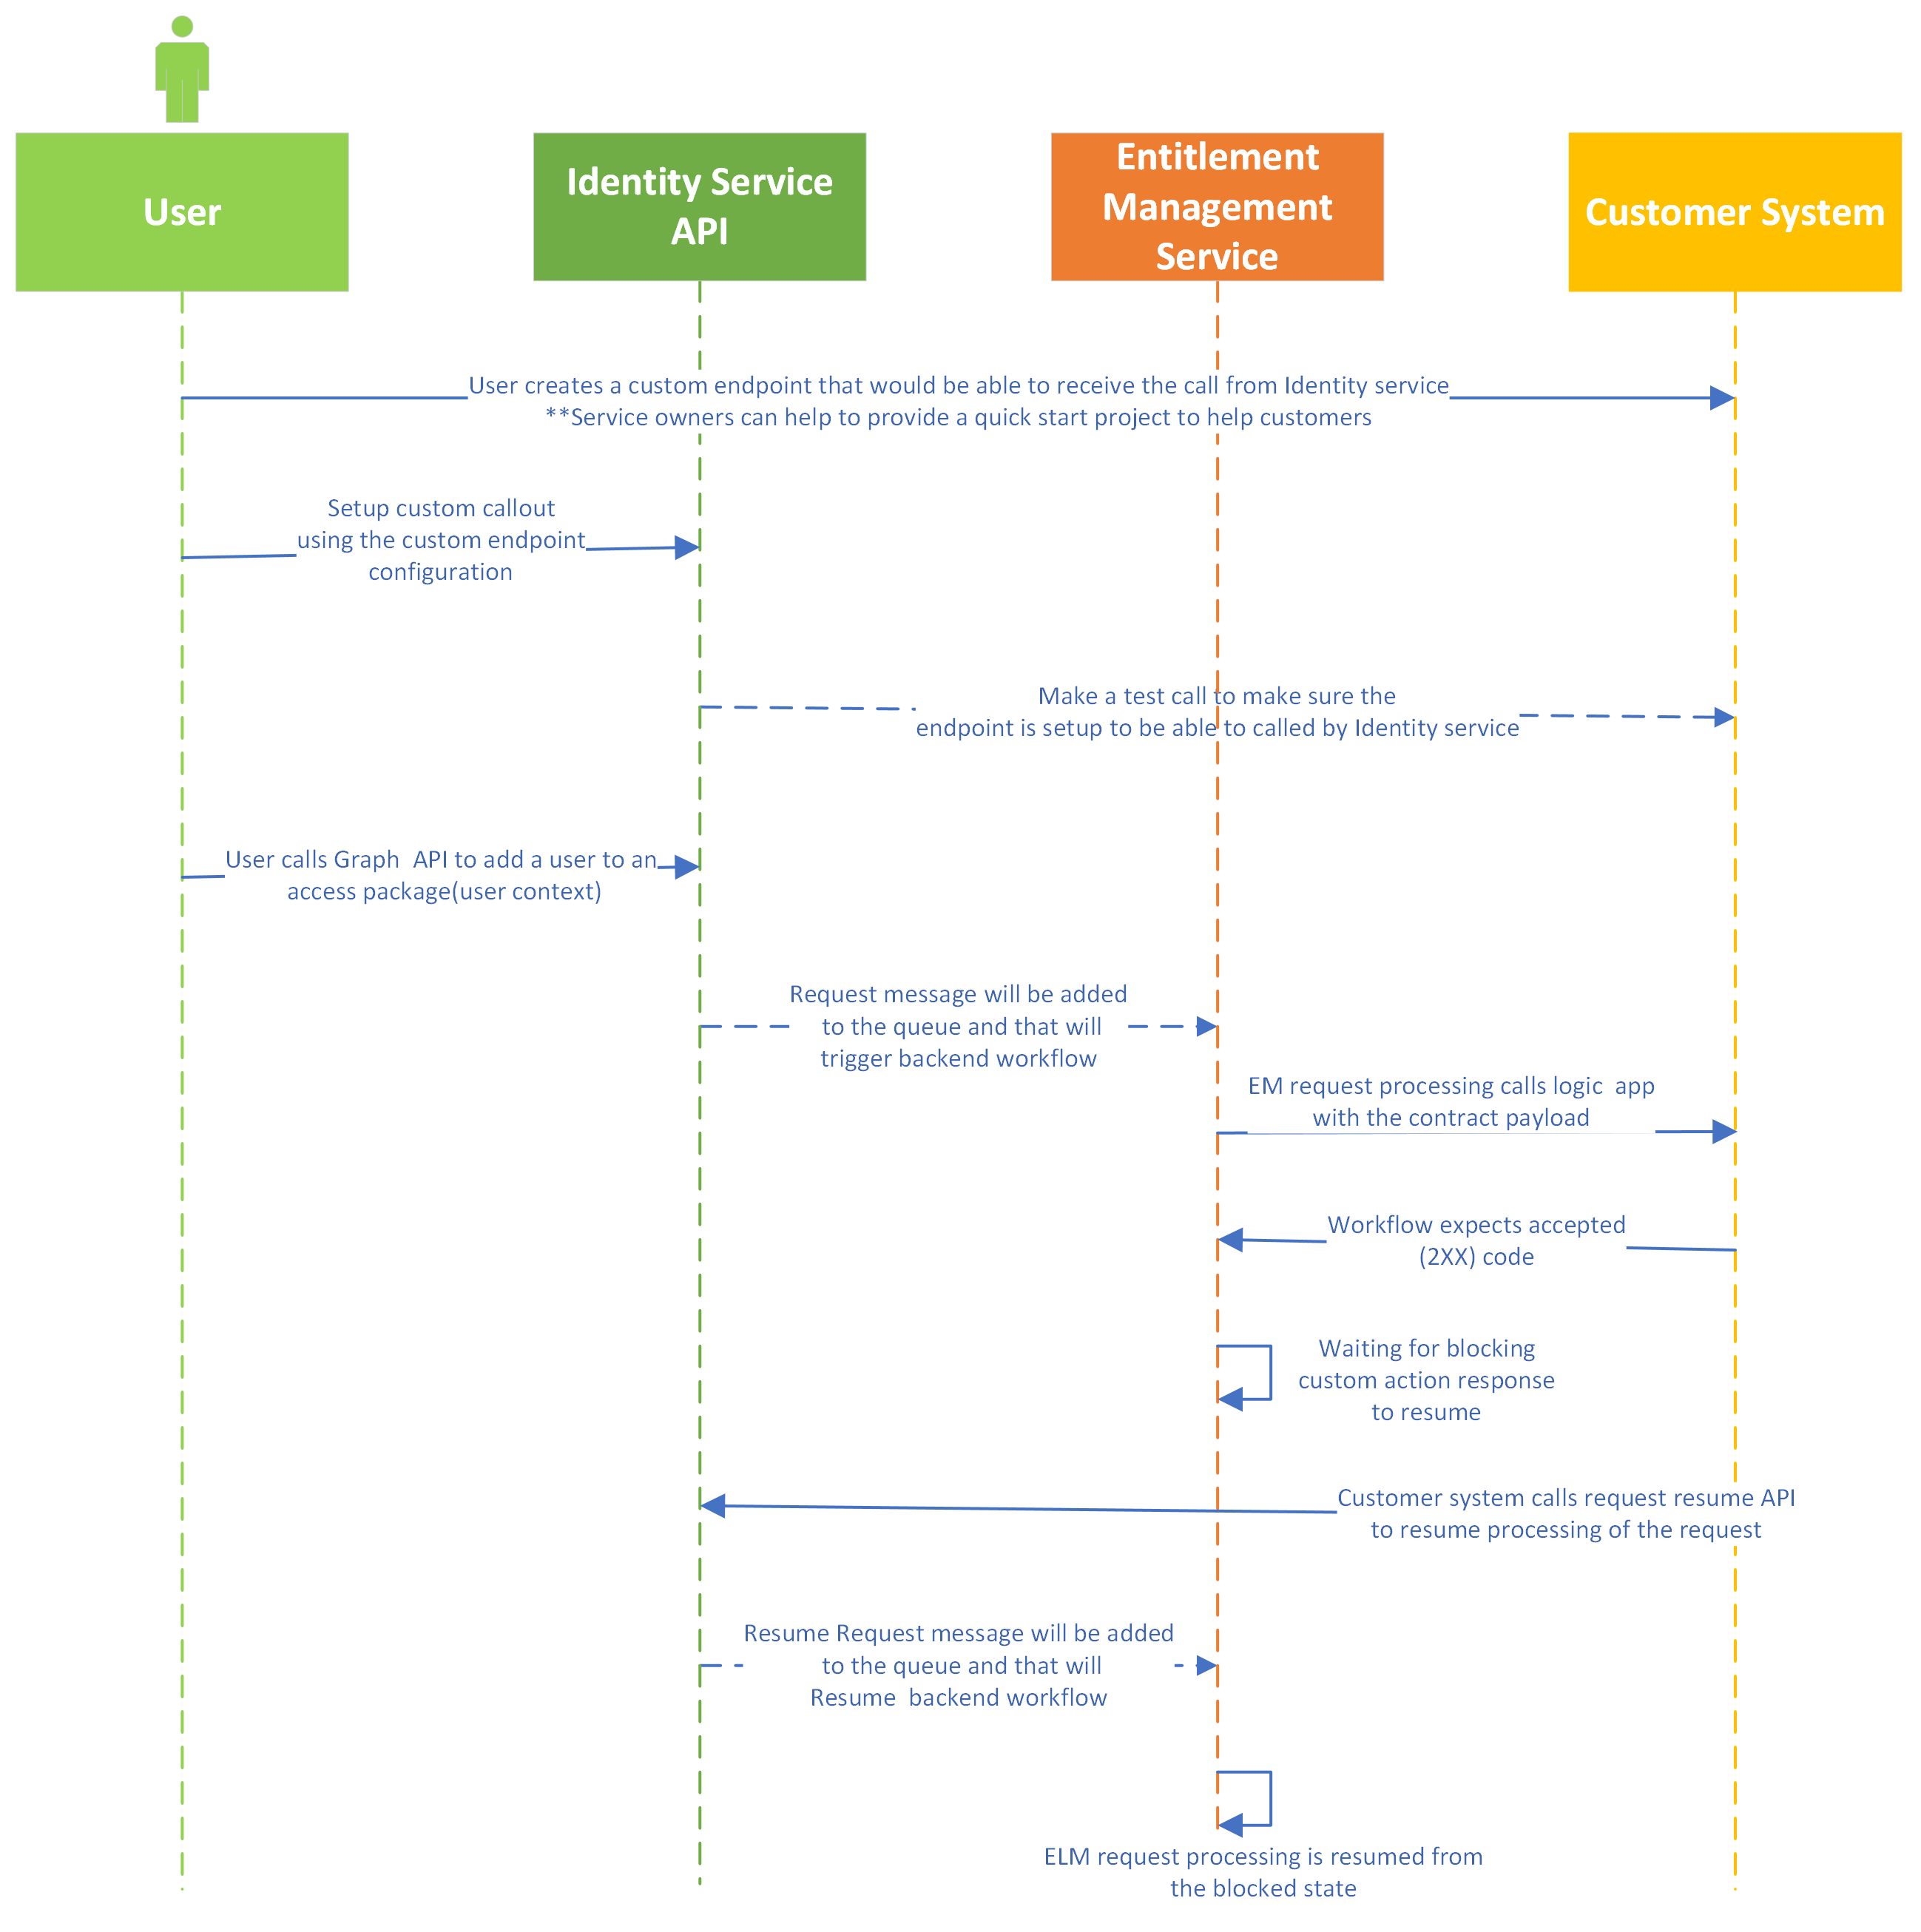 User
Identity Service
API
Entitlement
Management
Service
Customer System
User creates a custom endpoint that would be able to receive the call from Identity service
**Service owners can help to provide a quick start project to help customers
Setup custom callout
using the custom endpoint
configuration
Make a test call to make sure the
endpoint is setup to be able to called by Identity service
User calls Graph  API to add a user to an
access package(user context)
Request message will be added
to the queue and that will
trigger backend workflow
EM request processing calls logic  app
with the contract payload
Workflow expects accepted
(2XX) code
Waiting for blocking
custom action response
to resume
Customer system calls request resume API
to resume processing of the request
Resume Request message will be added
to the queue and that will
Resume  backend workflow
ELM request processing is resumed from
the blocked state